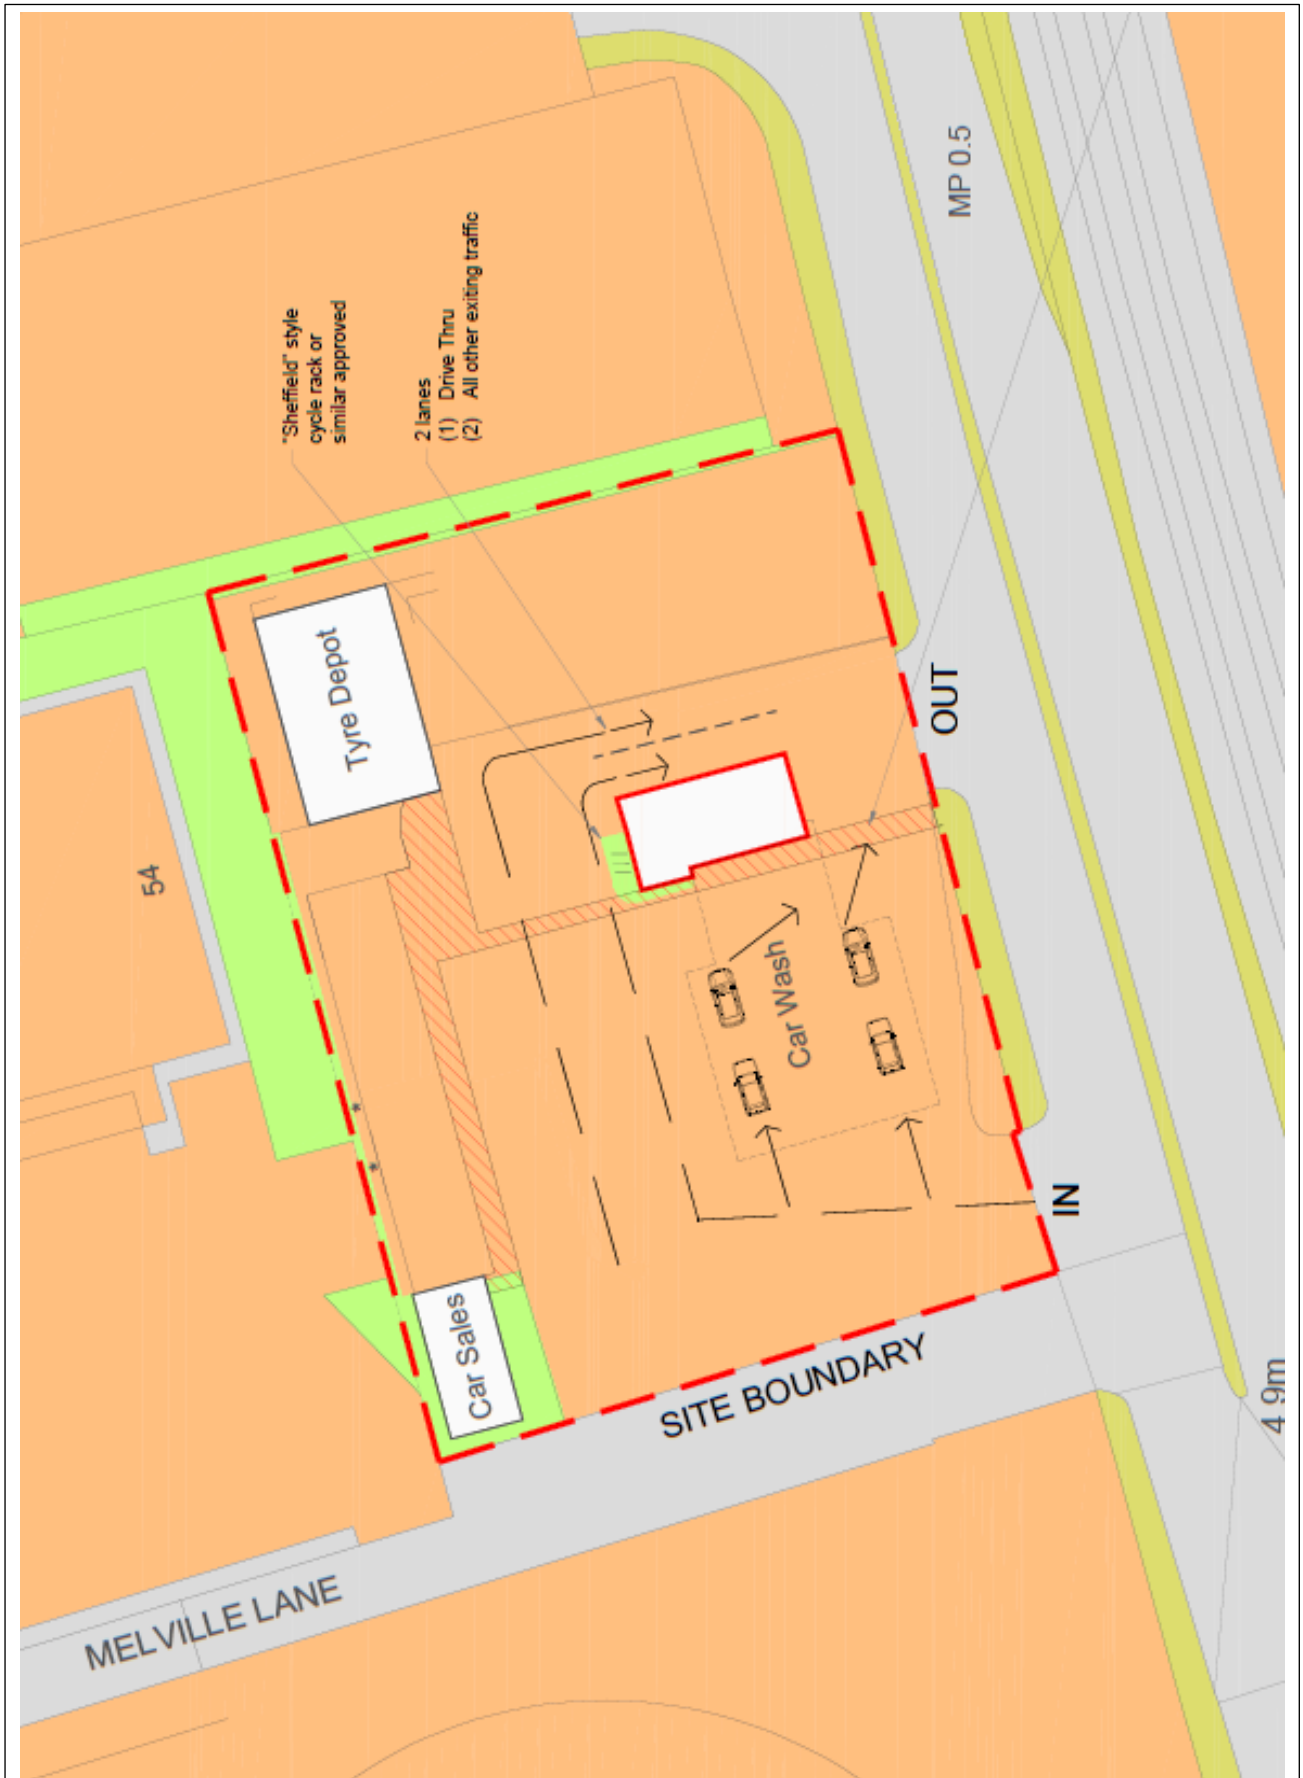 "Sheffield" style
cycle rack or
similar approved
2 lanes
(1) Drive Thru
(2) All other exiting traffic
MP 0.5
Tyre Depot
54
OUT
Car Wash
IN
Car Sales
SITE BOUNDARY
MELVILLE LANE
4.9m